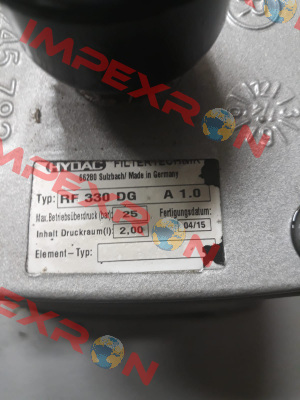 IMPEXRON
HYDAC FILTERTECHNIK
66280 Sulzbach/ Made in Germany
Typ: RF 330 DG A 1.0
Max.Betriebsüberdruck (bar): 25 Fertigungsdatum:
Inhalt Druckraum(l): 2,00 04/15
Element-Typ:
IMPEXRON